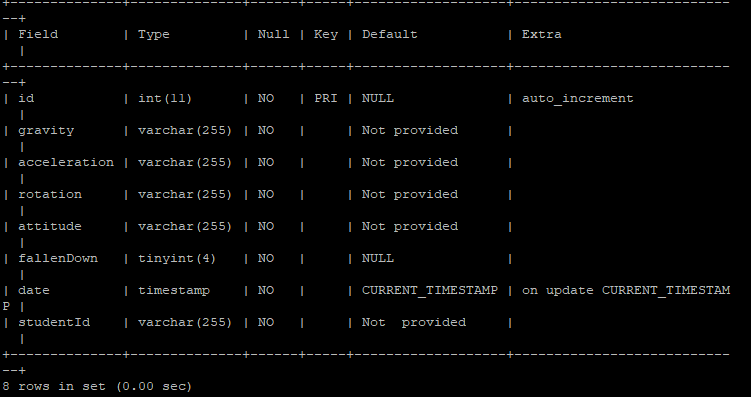 +--------------+--------------+------+-----+-------------------+---------------------------
--+
| Field        | Type         | Null | Key | Default           | Extra
  |
+--------------+--------------+------+-----+-------------------+---------------------------
--+
| id           | int(11)      | NO   | PRI | NULL              | auto_increment
  |
| gravity      | varchar(255) | NO   |     | Not provided      |
  |
| acceleration | varchar(255) | NO   |     | Not provided      |
  |
| rotation     | varchar(255) | NO   |     | Not provided      |
  |
| attitude     | varchar(255) | NO   |     | Not provided      |
  |
| fallenDown   | tinyint(4)   | NO   |     | NULL              |
  |
| date         | timestamp    | NO   |     | CURRENT_TIMESTAMP | on update CURRENT_TIMESTAM
P |
| studentId    | varchar(255) | NO   |     | Not  provided     |
  |
+--------------+--------------+------+-----+-------------------+---------------------------
--+
8 rows in set (0.00 sec)